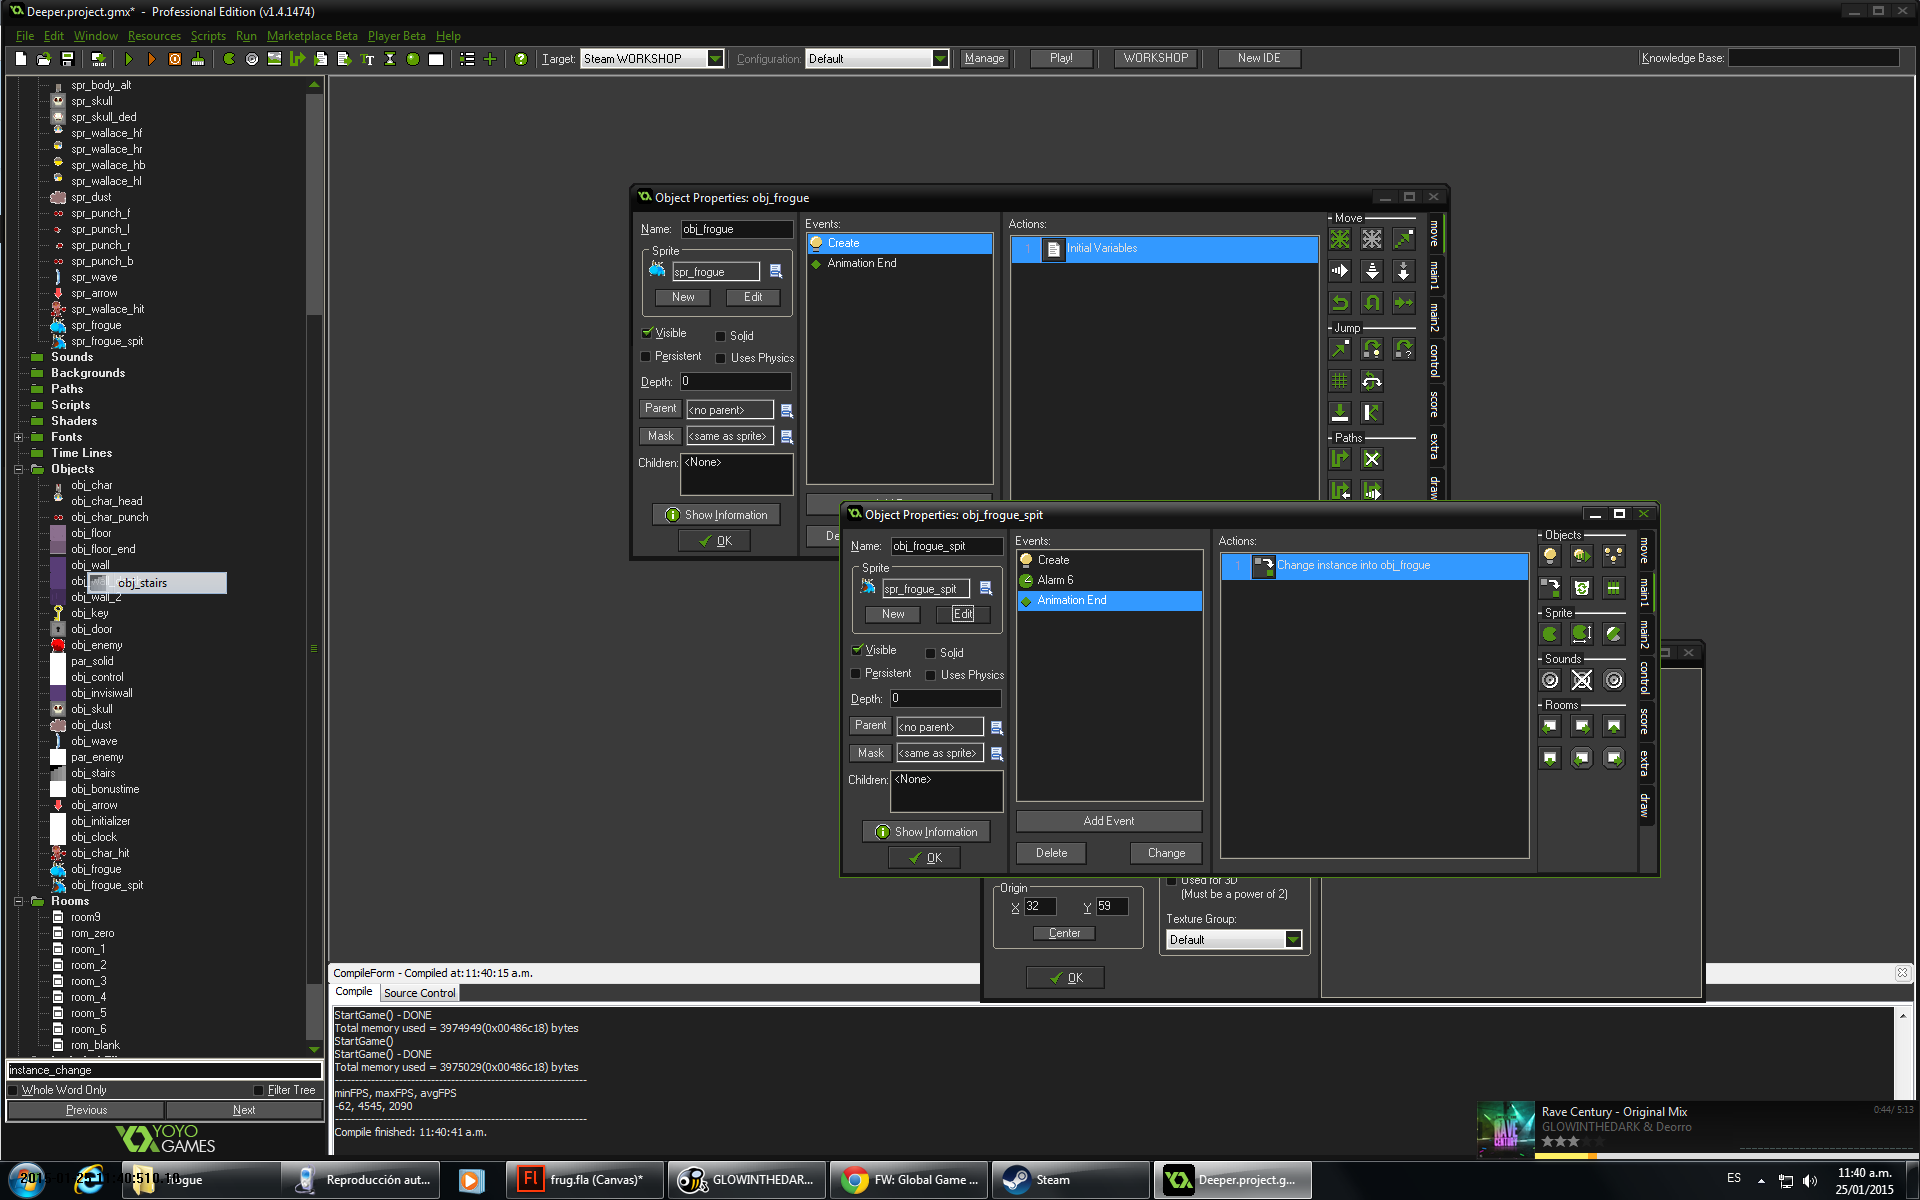 Deeper.project.gmx* - Professional Edition (v1.4.1474)
File Edit Window Resources Scripts Run Marketplace Beta Player Beta Help
Target: Steam WORKSHOP Configuration: Default Manage Play! WORKSHOP New IDE Knowledge Base:
spr_body_alt
spr_skull
spr_skull_ded
spr_wallace_hf
spr_wallace_hr
spr_wallace_hb
spr_wallace_hl
spr_dust
spr_punch_f
spr_punch_l
spr_punch_r
spr_punch_b
spr_wave
spr_arrow
spr_wallace_hit
spr_frogue
spr_frogue_spit
Sounds
Backgrounds
Paths
Scripts
Shaders
Fonts
Time Lines
Objects
obj_char
obj_char_head
obj_char_punch
obj_floor
obj_floor_end
obj_wall
obj_stairs
obj_wall_2
obj_key
obj_door
obj_enemy
par_solid
obj_control
obj_invisiwall
obj_skull
obj_dust
obj_wave
par_enemy
obj_stairs
obj_bonustime
obj_arrow
obj_initializer
obj_clock
obj_char_hit
obj_frogue
obj_frogue_spit
Rooms
room9
rom_zero
room_1
room_2
room_3
room_4
room_5
room_6
rom_blank
instance_change
Whole Word Only Filter Tree
Previous Next
YOYO GAMES
Object Properties: obj_frogue
Name: obj_frogue
Sprite
spr_frogue
New Edit
Visible Solid
Persistent Uses Physics
Depth: 0
Parent <no parent>
Mask <same as sprite>
Children: <None>
Show Information
OK
Events:
Create
Animation End
De
Actions:
1 Initial Variables
Move
Jump
Paths
move
main1
main2
control
score
extra
draw
Object Properties: obj_frogue_spit
Name: obj_frogue_spit
Sprite
spr_frogue_spit
New Edit
Visible Solid
Persistent Uses Physics
Depth: 0
Parent <no parent>
Mask <same as sprite>
Children: <None>
Show Information
OK
Events:
Create
Alarm 6
Animation End
Add Event
Delete Change
Actions:
1 Change instance into obj_frogue
Objects
Sprite
Sounds
Rooms
move
main1
main2
control
score
extra
draw
Origin
X 32 Y 59
Center
OK
Used for 3D
(Must be a power of 2)
Texture Group:
Default
CompileForm - Compiled at:11:40:15 a.m.
Compile Source Control
StartGame() - DONE
Total memory used = 3974949(0x00486c18) bytes
StartGame()
StartGame() - DONE
Total memory used = 3975029(0x00486c18) bytes
minFPS, maxFPS, avgFPS
-62, 4545, 2090
Compile finished: 11:40:41 a.m.
RAVE CENTURY
Rave Century - Original Mix 0:44/ 5:13
GLOWINTHEDARK & Deorro
frogue
Reproducción aut...
frug.fla (Canvas)*
GLOWINTHEDAR...
FW: Global Game ...
Steam
Deeper.project.g...
ES
11:40 a.m.
25/01/2015